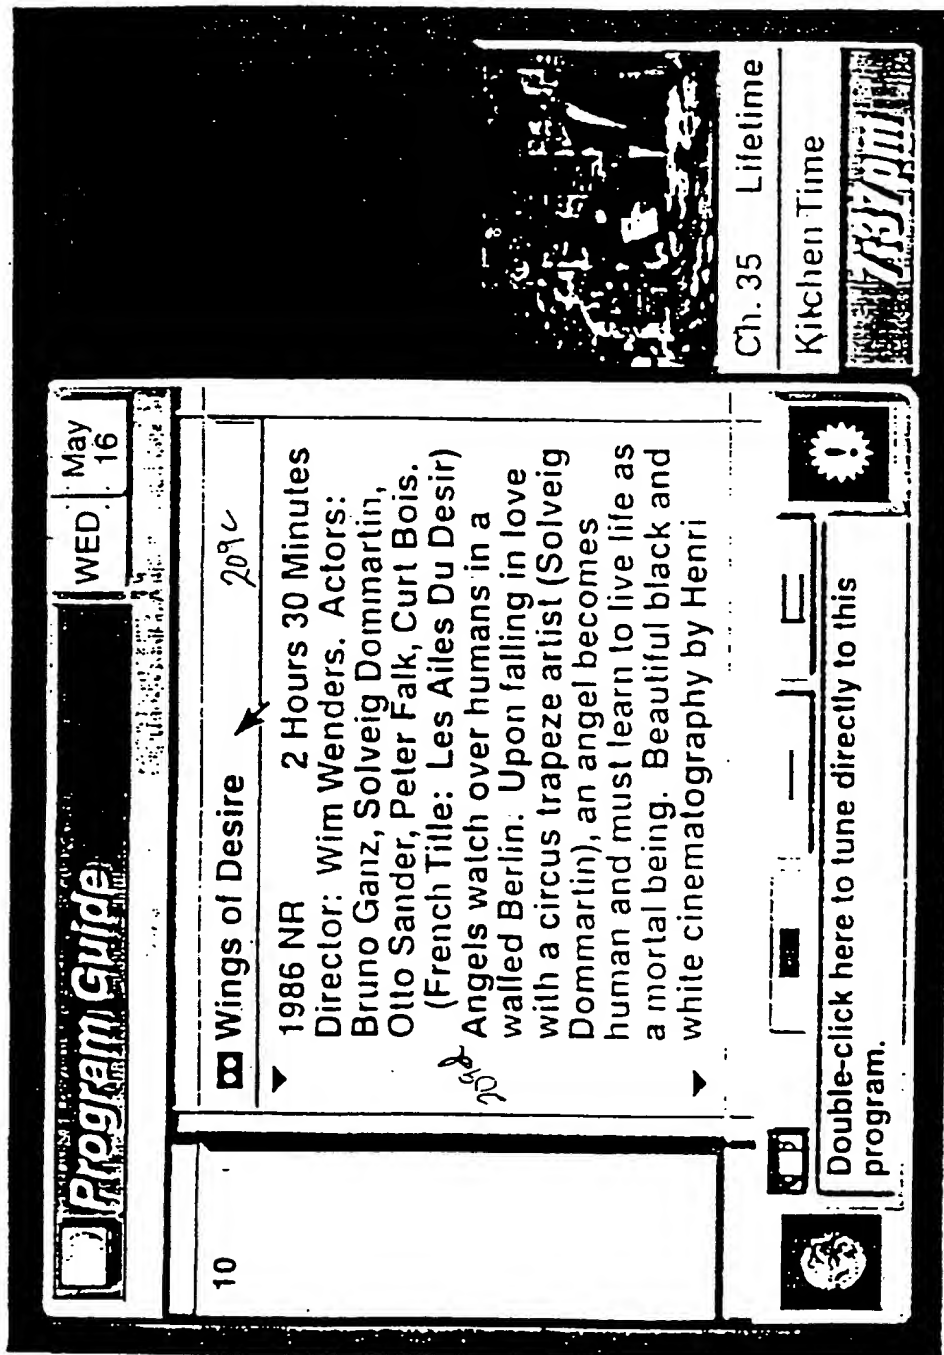 Program Guide
WED
May
16
10
Wings of Desire
209c
1986 NR 2 Hours 30 Minutes
Director: Wim Wenders. Actors:
Bruno Ganz, Solveig Dommartin,
Otto Sander, Peter Falk, Curt Bois.
(French Title: Les Ailes Du Desir)
Angels watch over humans in a
walled Berlin. Upon falling in love
with a circus trapeze artist (Solveig
Dommartin), an angel becomes
human and must learn to live life as
a mortal being. Beautiful black and
white cinematography by Henri
Double-click here to tune directly to this
program.
!
Ch. 35 Lifetime
Kitchen Time
7:37pm